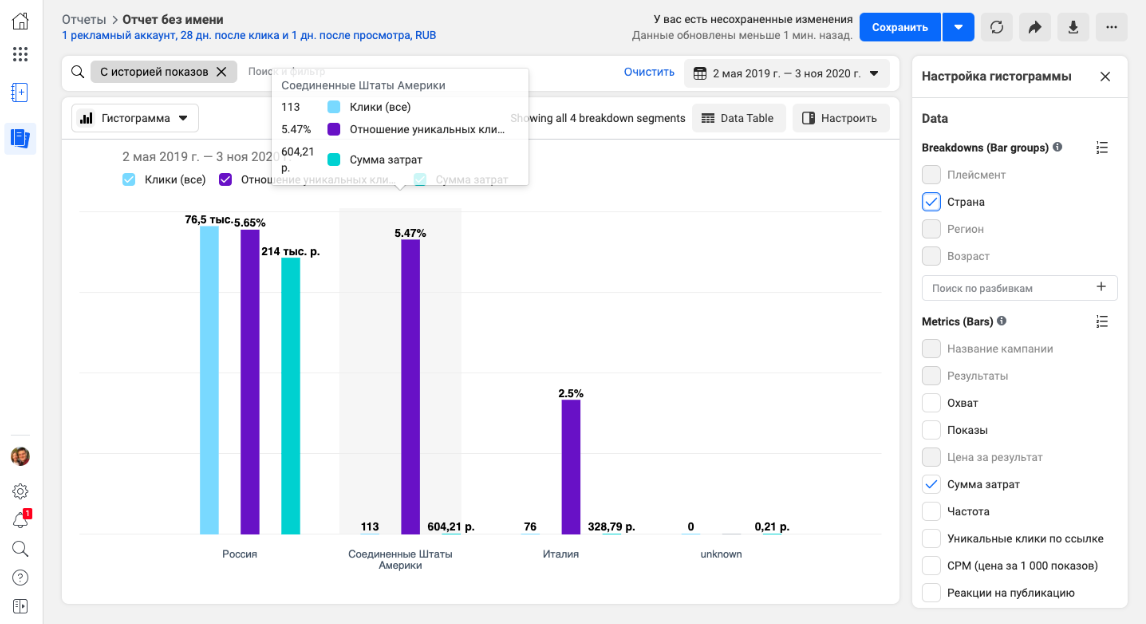 Отчеты > Отчет без имени
1 рекламный аккаунт, 28 дн. после клика и 1 дн. после просмотра, RUB
У вас есть несохраненные изменения
Данные обновлены меньше 1 мин. назад.
Сохранить
С историей показов
Поиск и фильтр
Очистить
2 мая 2019 г. — 3 ноя 2020 г.
Гистограмма
Showing all 4 breakdown segments
Data Table
Настроить
Соединенные Штаты Америки
113 Клики (все)
5.47% Отношение уникальных кли...
604,21 р. Сумма затрат
2 мая 2019 г. — 3 ноя 2020
Клики (все)
Отношение уникальных кли...
Сумма затрат
76,5 тыс.
5.65%
214 тыс. р.
5.47%
2.5%
113
604,21 р.
76
328,79 р.
0
0,21 р.
Россия
Соединенные Штаты
Америки
Италия
unknown
Настройка гистограммы
Data
Breakdowns (Bar groups)
Плейсмент
Страна
Регион
Возраст
Поиск по разбивкам
Metrics (Bars)
Название кампании
Результаты
Охват
Показы
Цена за результат
Сумма затрат
Частота
Уникальные клики по ссылке
CPM (цена за 1 000 показов)
Реакции на публикацию
1